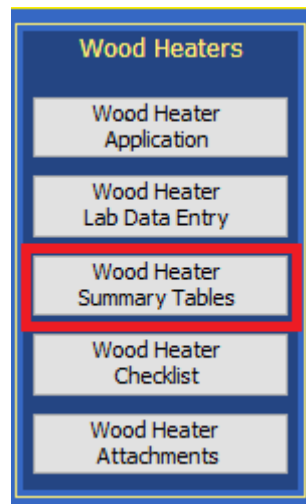 Wood Heaters
Wood Heater
Application
Wood Heater
Lab Data Entry
Wood Heater
Summary Tables
Wood Heater
Checklist
Wood Heater
Attachments